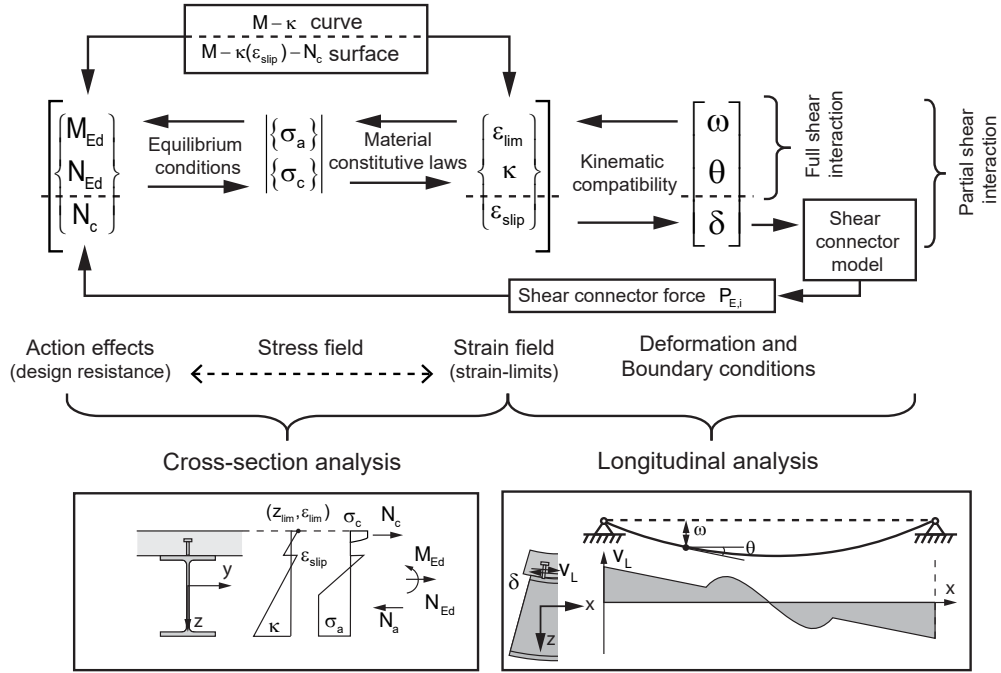 M – κ curve
M – κ(ε_slip) – N_c surface
M_Ed
N_Ed
N_c
Equilibrium
conditions
{σ_a}
{σ_c}
Material
constitutive laws
ε_lim
κ
ε_slip
Kinematic
compatibility
ω
θ
δ
Full shear
interaction
Partial shear
interaction
Shear
connector
model
Shear connector force P_E,i
Action effects
(design resistance)
Stress field
Strain field
(strain-limits)
Deformation and
Boundary conditions
Cross-section analysis
Longitudinal analysis
y
z
(z_lim, ε_lim)
ε_slip
κ
σ_c
σ_a
N_c
M_Ed
N_Ed
N_a
ω
θ
δ
V_L
x
z
V_L
x